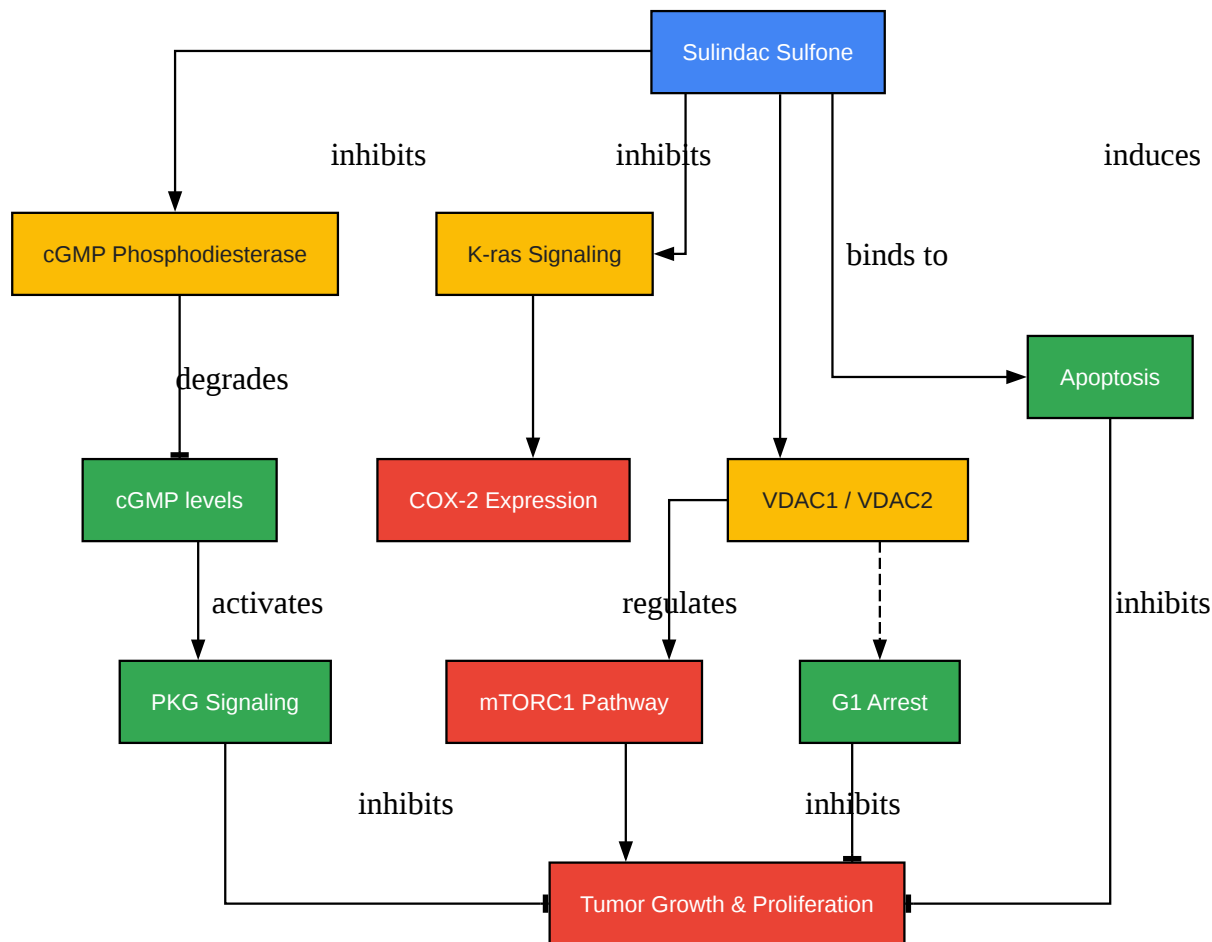 Sulindac Sulfone
inhibits
inhibits
induces
cGMP Phosphodiesterase
K-ras Signaling
binds to
degrades
Apoptosis
cGMP levels
COX-2 Expression
VDAC1 / VDAC2
activates
regulates
inhibits
PKG Signaling
mTORC1 Pathway
G1 Arrest
inhibits
inhibits
Tumor Growth & Proliferation